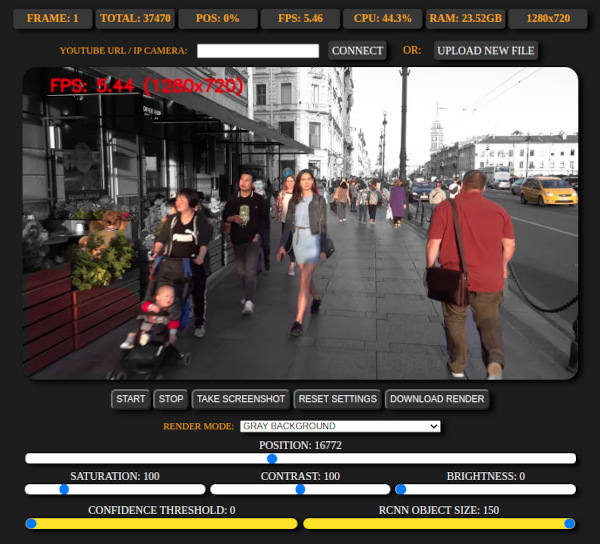 FRAME: 1 TOTAL: 37470 POS: 0% FPS: 5.46 CPU: 44.3% RAM: 23.52GB 1280x720
YOUTUBE URL / IP CAMERA: CONNECT OR: UPLOAD NEW FILE
FPS: 5.44 (1280x720)
START STOP TAKE SCREENSHOT RESET SETTINGS DOWNLOAD RENDER
RENDER MODE: GRAY BACKGROUND
POSITION: 16772
SATURATION: 100 CONTRAST: 100 BRIGHTNESS: 0
CONFIDENCE THRESHOLD: 0 RCNN OBJECT SIZE: 150